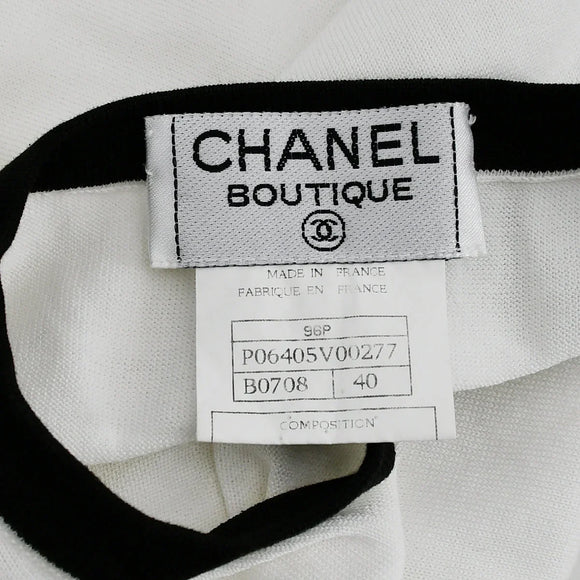 CHANEL
BOUTIQUE
MADE IN FRANCE
FABRIQUE EN FRANCE
96P
P06405V00277
B0708 40
COMPOSITION